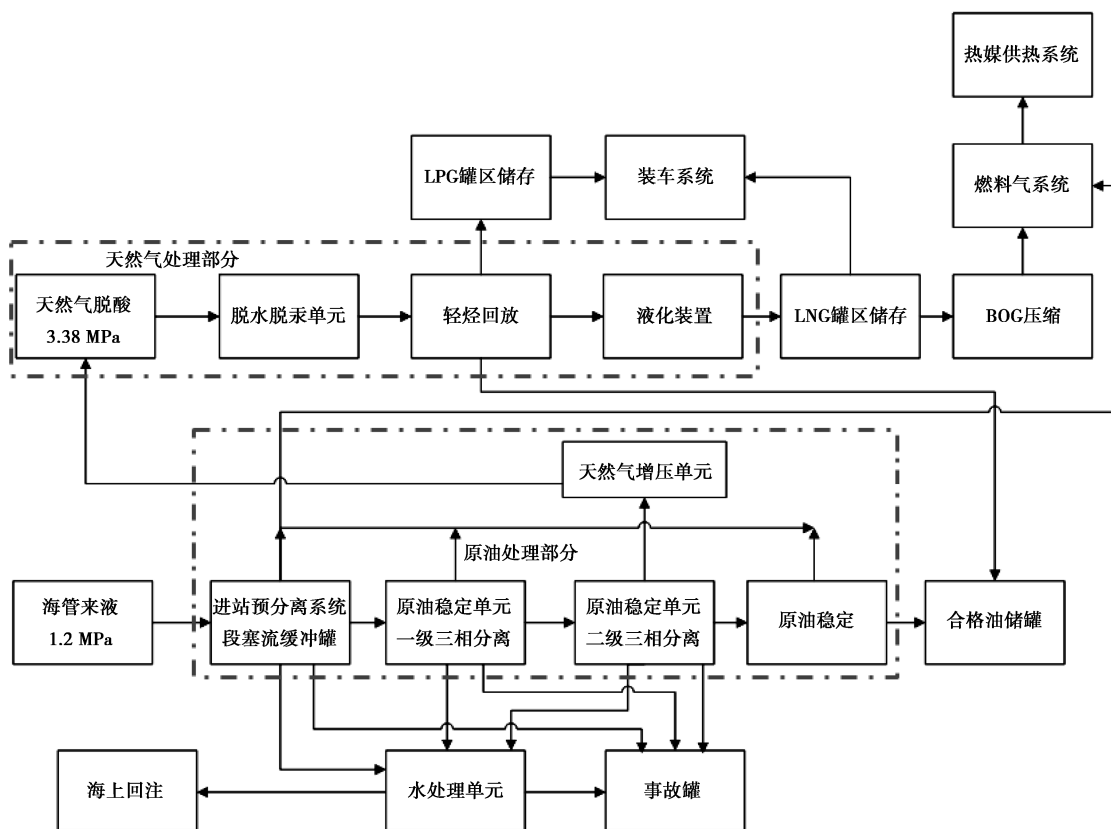 热媒供热系统
LPG罐区储存
装车系统
燃料气系统
天然气处理部分
天然气脱酸
3.38 MPa
脱水脱汞单元
轻烃回放
液化装置
LNG罐区储存
BOG压缩
天然气增压单元
原油处理部分
海管来液
1.2 MPa
进站预分离系统
段塞流缓冲罐
原油稳定单元
一级三相分离
原油稳定单元
二级三相分离
原油稳定
合格油储罐
海上回注
水处理单元
事故罐